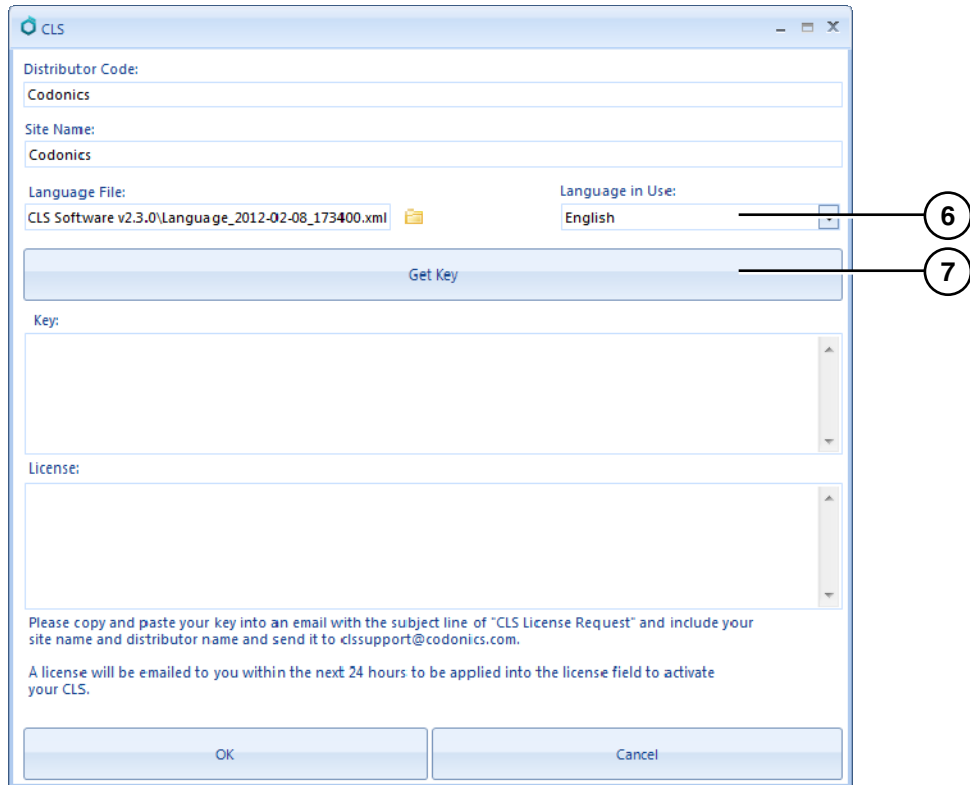 CLS
Distributor Code:
Codonics
Site Name:
Codonics
Language File:
Language in Use:
CLS Software v2.3.0\Language_2012-02-08_173400.xml
English
6
Get Key
7
Key:
License:
Please copy and paste your key into an email with the subject line of "CLS License Request" and include your
site name and distributor name and send it to clssupport@codonics.com.
A license will be emailed to you within the next 24 hours to be applied into the license field to activate
your CLS.
OK
Cancel